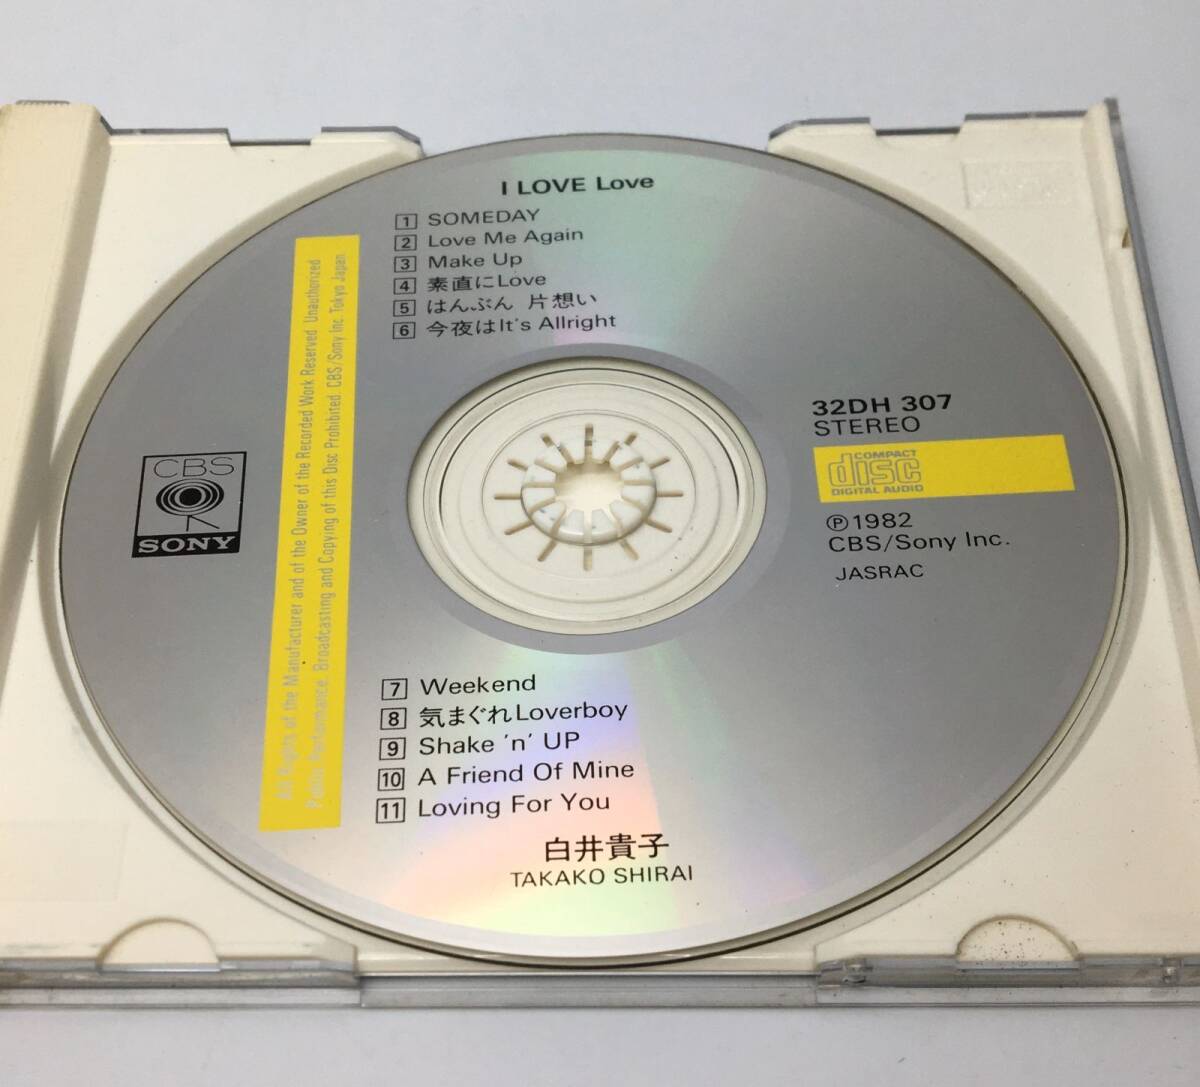 I LOVE Love
1 SOMEDAY
2 Love Me Again
3 Make Up
4 素直にLove
5 はんぶん 片想い
6 今夜はIt's Allright
All Rights of the Manufacturer and of the Owner of the Recorded Work Reserved Unauthorized
Public Performance. Broadcasting and Copying of this Disc Prohibited CBS/Sony Inc. Tokyo Japan
CBS
SONY
32DH 307
STEREO
COMPACT
disc
DIGITAL AUDIO
Ⓟ1982
CBS/Sony Inc.
JASRAC
7 Weekend
8 気まぐれLoverboy
9 Shake 'n' UP
10 A Friend Of Mine
11 Loving For You
白井貴子
TAKAKO SHIRAI